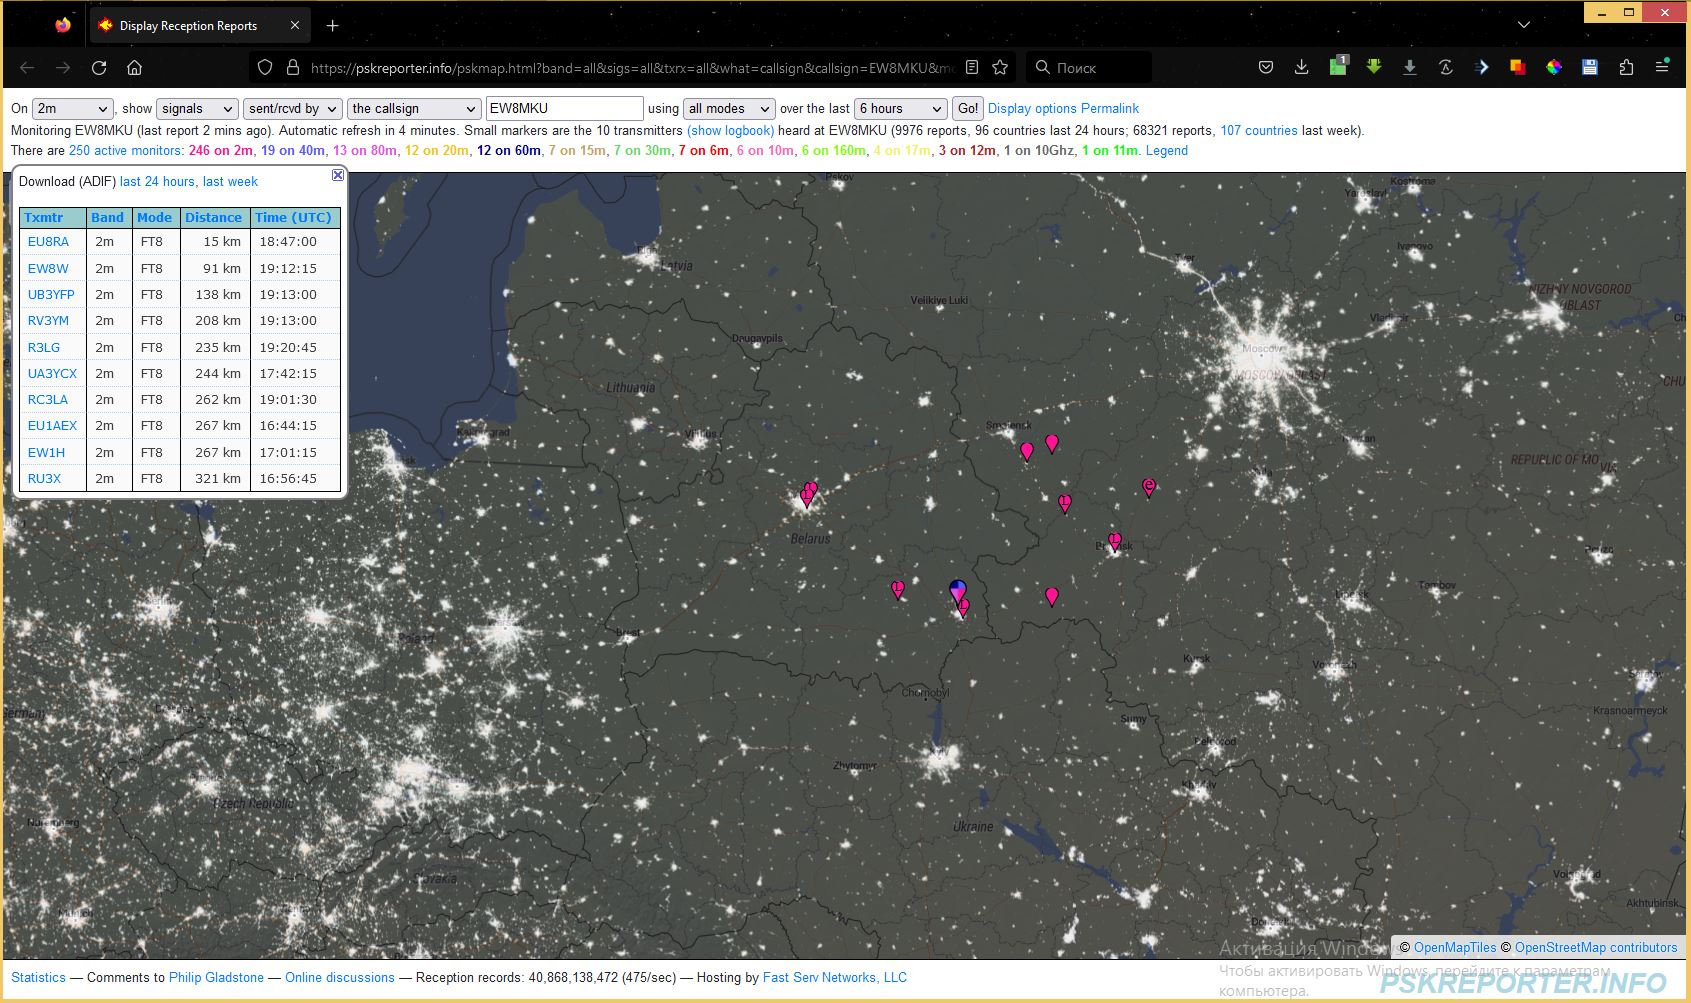 Display Reception Reports
https://pskreporter.info/pskmap.html?band=all&sigs=all&txrx=all&what=callsign&callsign=EW8MKU&m
Поиск
1
On 2m, show signals sent/rcvd by the callsign EW8MKU using all modes over the last 6 hours Go! Display options Permalink
Monitoring EW8MKU (last report 2 mins ago). Automatic refresh in 4 minutes. Small markers are the 10 transmitters (show logbook) heard at EW8MKU (9976 reports, 96 countries last 24 hours; 68321 reports, 107 countries last week).
There are 250 active monitors: 246 on 2m, 19 on 40m, 13 on 80m, 12 on 20m, 12 on 60m, 7 on 15m, 7 on 30m, 7 on 6m, 6 on 10m, 6 on 160m, 4 on 17m, 3 on 12m, 1 on 10Ghz, 1 on 11m. Legend
Download (ADIF) last 24 hours, last week
Txmtr Band Mode Distance Time (UTC)
EU8RA 2m FT8 15 km 18:47:00
EW8W 2m FT8 91 km 19:12:15
UB3YFP 2m FT8 138 km 19:13:00
RV3YM 2m FT8 208 km 19:13:00
R3LG 2m FT8 235 km 19:20:45
UA3YCX 2m FT8 244 km 17:42:15
RC3LA 2m FT8 262 km 19:01:30
EU1AEX 2m FT8 267 km 16:44:15
EW1H 2m FT8 267 km 17:01:15
RU3X 2m FT8 321 km 16:56:45
Pskov
Kostroma
Yaroslavl
Ivanovo
Tver
Latvia
NIZHNY NOVGOROD
OBLAST
Velikiye Luki
Vladimir
Daugavpils
Moscow
MOSCOW OBLAST
Lithuania
CHU
Smolensk
Vilnius
Kaliningrad
REPUBLIC OF MO VIA
Tula
Belarus
Bryansk
Penza
Tambov
Lipetsk
Brest
Poland
Kursk
Voronezh
Chornobyl
Saratov
Krasnoarmeyck
Germany
Sumy
Belgorod
Zhytomyr
Kharkiv
Czech Republic
Nuremberg
Ukraine
Slovakia
Volgograd
Akhtubinsk
Munich
Donetsk
Активация Windows
© OpenMapTiles © OpenStreetMap contributors
Чтобы активировать Windows, перейдите к параметрам
компьютера.
Statistics — Comments to Philip Gladstone — Online discussions — Reception records: 40,868,138,472 (475/sec) — Hosting by Fast Serv Networks, LLC
PSKREPORTER.INFO